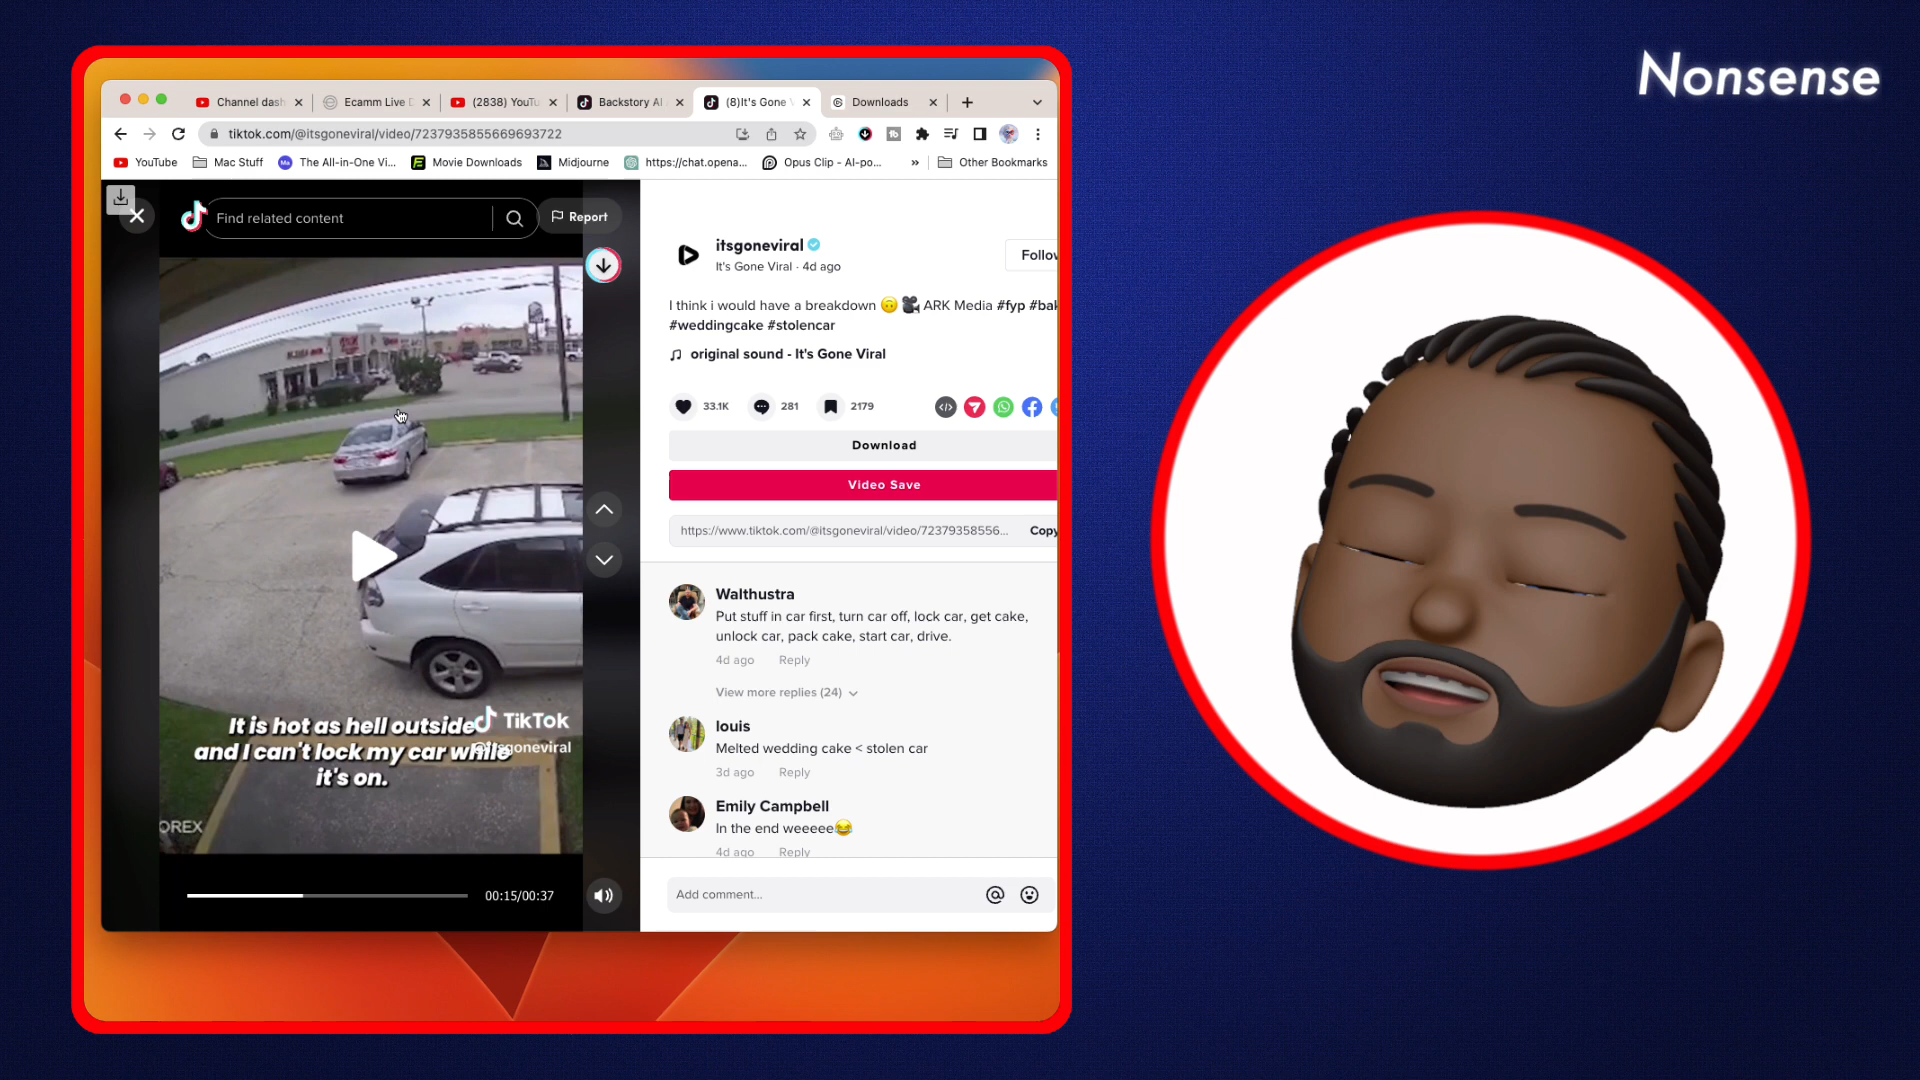 Nonsense
Channel dash
Ecamm Live D
(2838) YouTu
Backstory AI
(8)It's Gone V
Downloads
tiktok.com/@itsgoneviral/video/7237935855669693722
YouTube
Mac Stuff
The All-in-One Vi...
Movie Downloads
Midjourne
https://chat.opena...
Opus Clip - AI-po...
»
Other Bookmarks
Find related content
Report
itsgoneviral
It's Gone Viral · 4d ago
Follow
I think i would have a breakdown 🙃 🎥 ARK Media #fyp #bak
#weddingcake #stolencar
original sound - It's Gone Viral
33.1K
281
2179
Download
Video Save
https://www.tiktok.com/@itsgoneviral/video/72379358556...
Copy
Walthustra
Put stuff in car first, turn car off, lock car, get cake,
unlock car, pack cake, start car, drive.
4d ago
Reply
View more replies (24)
louis
Melted wedding cake < stolen car
3d ago
Reply
Emily Campbell
In the end weeeee😂
4d ago
Reply
Add comment...
It is hot as hell outside
and I can't lock my car while
it's on.
TikTok
@itsgoneviral
OREX
00:15/00:37